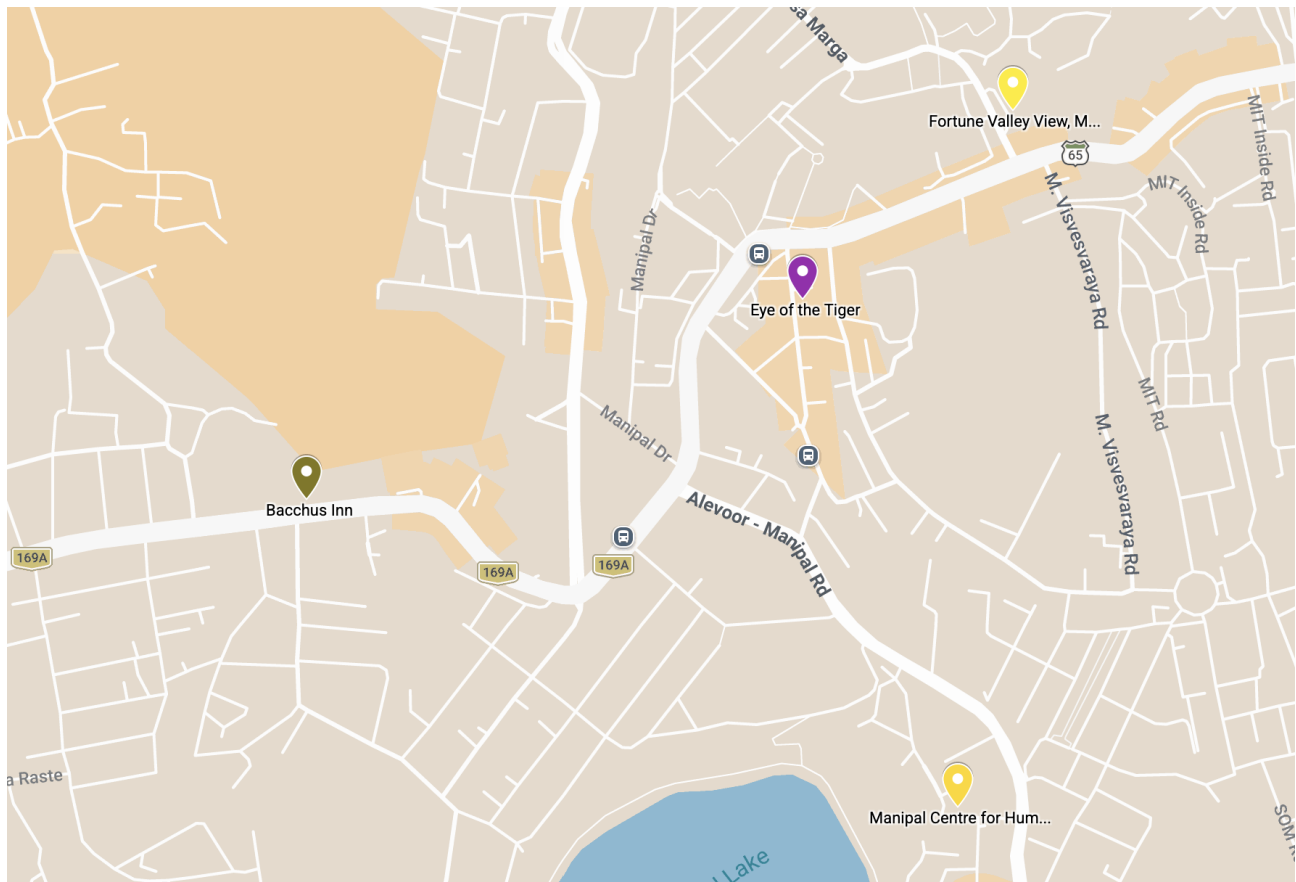 sa Marga
Fortune Valley View, M...
65
MIT Inside Rd
MIT Inside Rd
M. Visvesvaraya Rd
Manipal Dr
Eye of the Tiger
MIT Rd
Manipal Dr
M. Visvesvaraya Rd
Bacchus Inn
Alevoor - Manipal Rd
169A
169A
169A
a Raste
Manipal Centre for Hum...
SOM R
l Lake